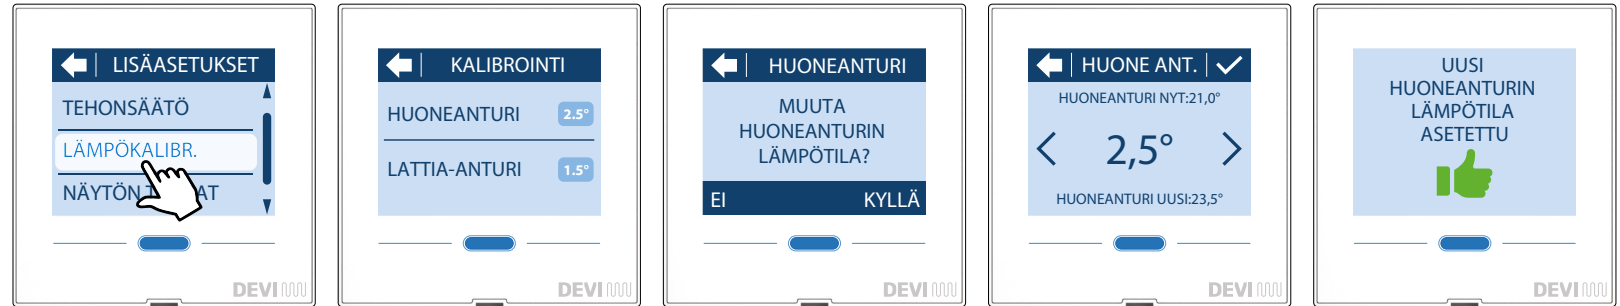 LISÄASETUKSET
TEHONSÄÄTÖ
LÄMPÖKALIBR.
NÄYTÖN
DEVI
KALIBROINTI
HUONEANTURI 2.5°
LATTIA-ANTURI 1.5°
DEVI
HUONEANTURI
MUUTA
HUONEANTURIN
LÄMPÖTILA?
EI KYLLÄ
DEVI
HUONE ANT.
HUONEANTURI NYT:21,0°
2,5°
HUONEANTURI UUSI:23,5°
DEVI
UUSI
HUONEANTURIN
LÄMPÖTILA
ASETETTU
DEVI